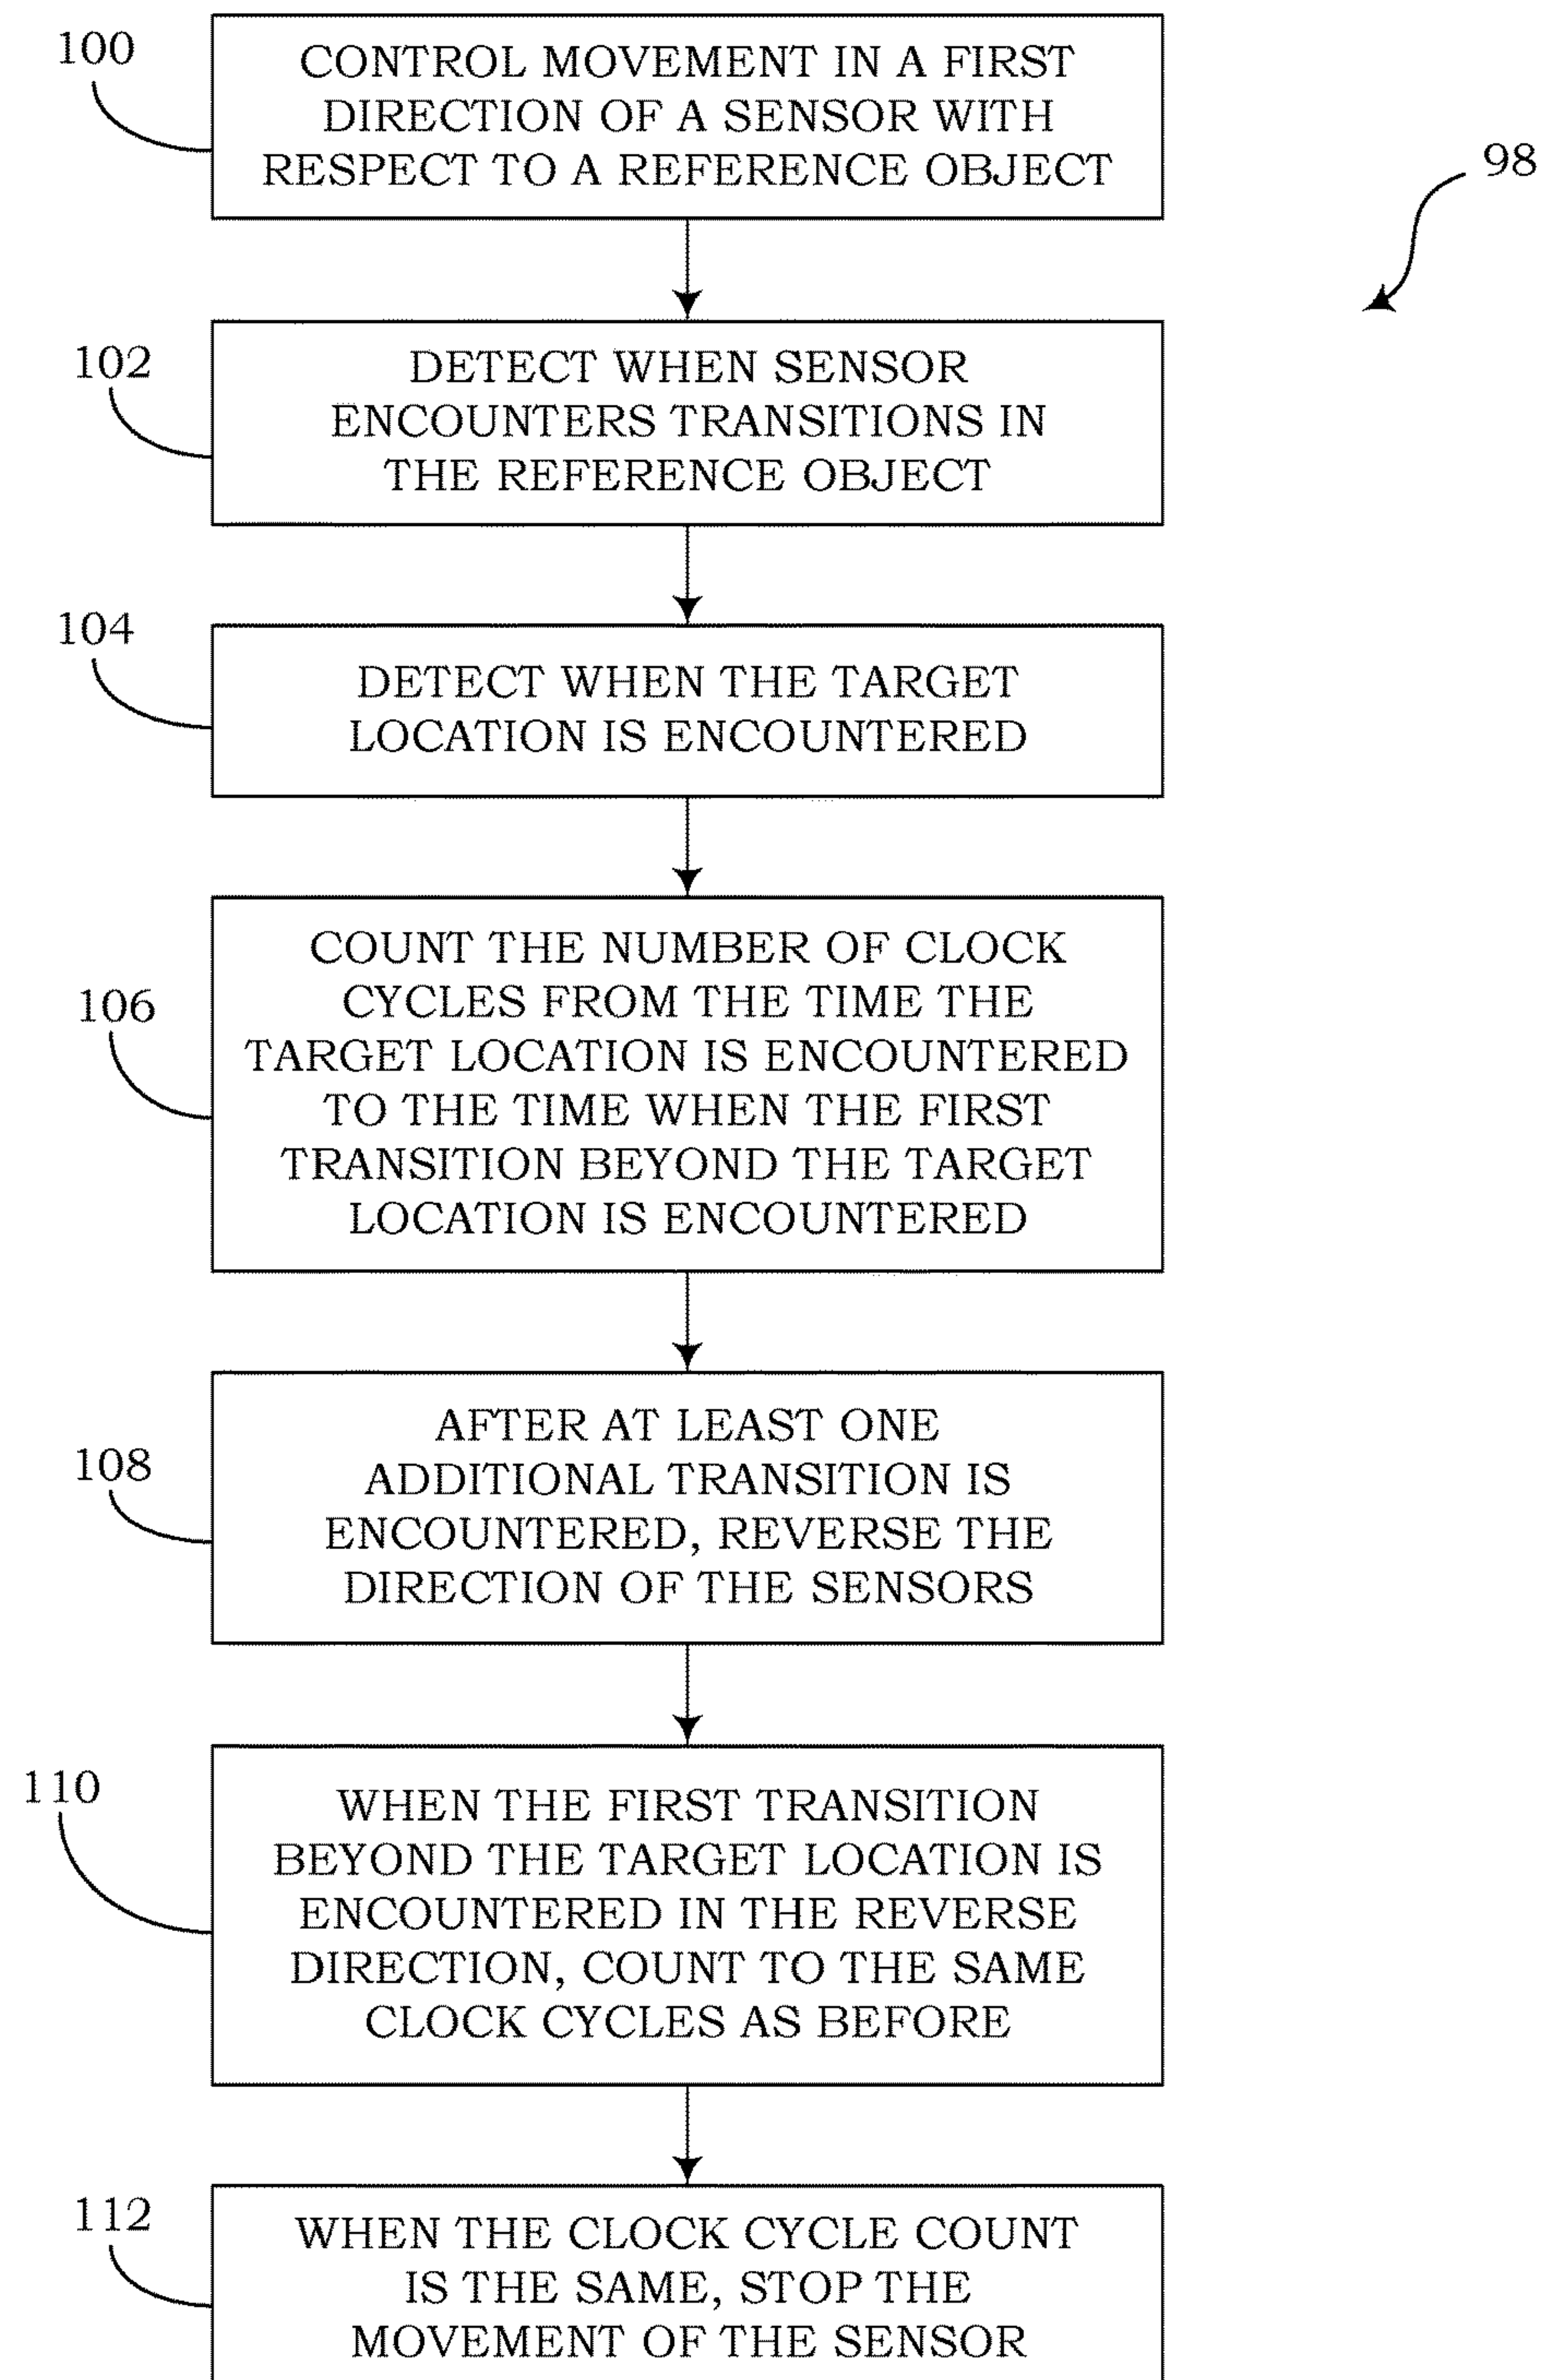 100
CONTROL MOVEMENT IN A FIRST
DIRECTION OF A SENSOR WITH
RESPECT TO A REFERENCE OBJECT
98
102
DETECT WHEN SENSOR
ENCOUNTERS TRANSITIONS IN
THE REFERENCE OBJECT
104
DETECT WHEN THE TARGET
LOCATION IS ENCOUNTERED
106
COUNT THE NUMBER OF CLOCK
CYCLES FROM THE TIME THE
TARGET LOCATION IS ENCOUNTERED
TO THE TIME WHEN THE FIRST
TRANSITION BEYOND THE TARGET
LOCATION IS ENCOUNTERED
108
AFTER AT LEAST ONE
ADDITIONAL TRANSITION IS
ENCOUNTERED, REVERSE THE
DIRECTION OF THE SENSORS
110
WHEN THE FIRST TRANSITION
BEYOND THE TARGET LOCATION IS
ENCOUNTERED IN THE REVERSE
DIRECTION, COUNT TO THE SAME
CLOCK CYCLES AS BEFORE
112
WHEN THE CLOCK CYCLE COUNT
IS THE SAME, STOP THE
MOVEMENT OF THE SENSOR